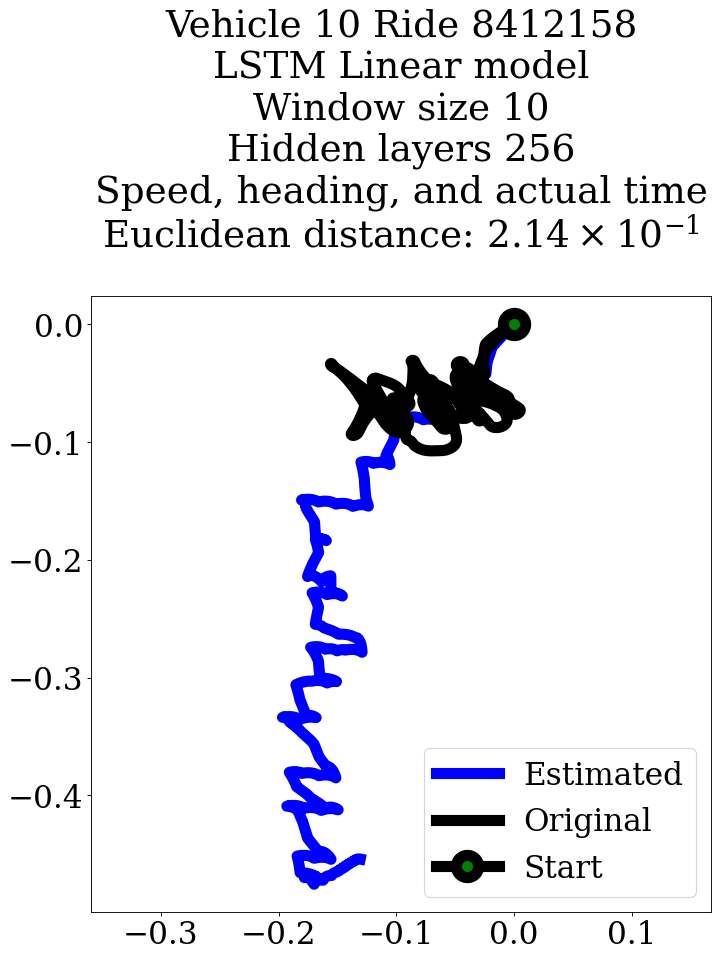 Vehicle 10 Ride 8412158
LSTM Linear model
Window size 10
Hidden layers 256
Speed, heading, and actual time
Euclidean distance: 2.14 × 10⁻¹
0.0
−0.1
−0.2
−0.3
−0.4
Estimated
Original
Start
−0.3 −0.2 −0.1 0.0 0.1